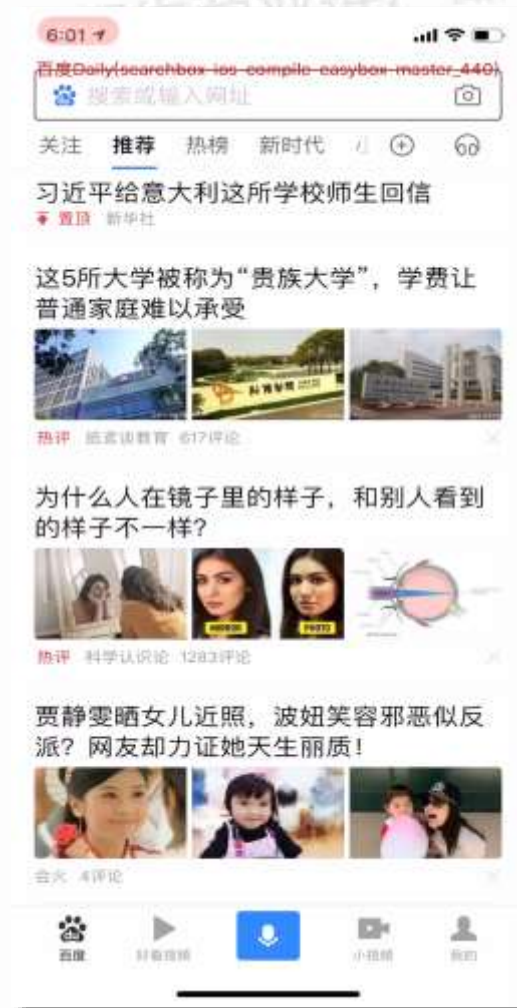 6:01
百度Daily(searchbox-ios-compile-easybox-master_440)
搜索或输入网址
关注 推荐 热榜 新时代
习近平给意大利这所学校师生回信
置顶 新华社
这5所大学被称为“贵族大学”，学费让
普通家庭难以承受
热评 617评论
为什么人在镜子里的样子，和别人看到
的样子不一样？
MIRROR PHOTO
热评 科学认识论 1283评论
贾静雯晒女儿近照，波妞笑容邪恶似反
派？网友却力证她天生丽质！
会火 4评论
百度 好看视频 小视频 我的